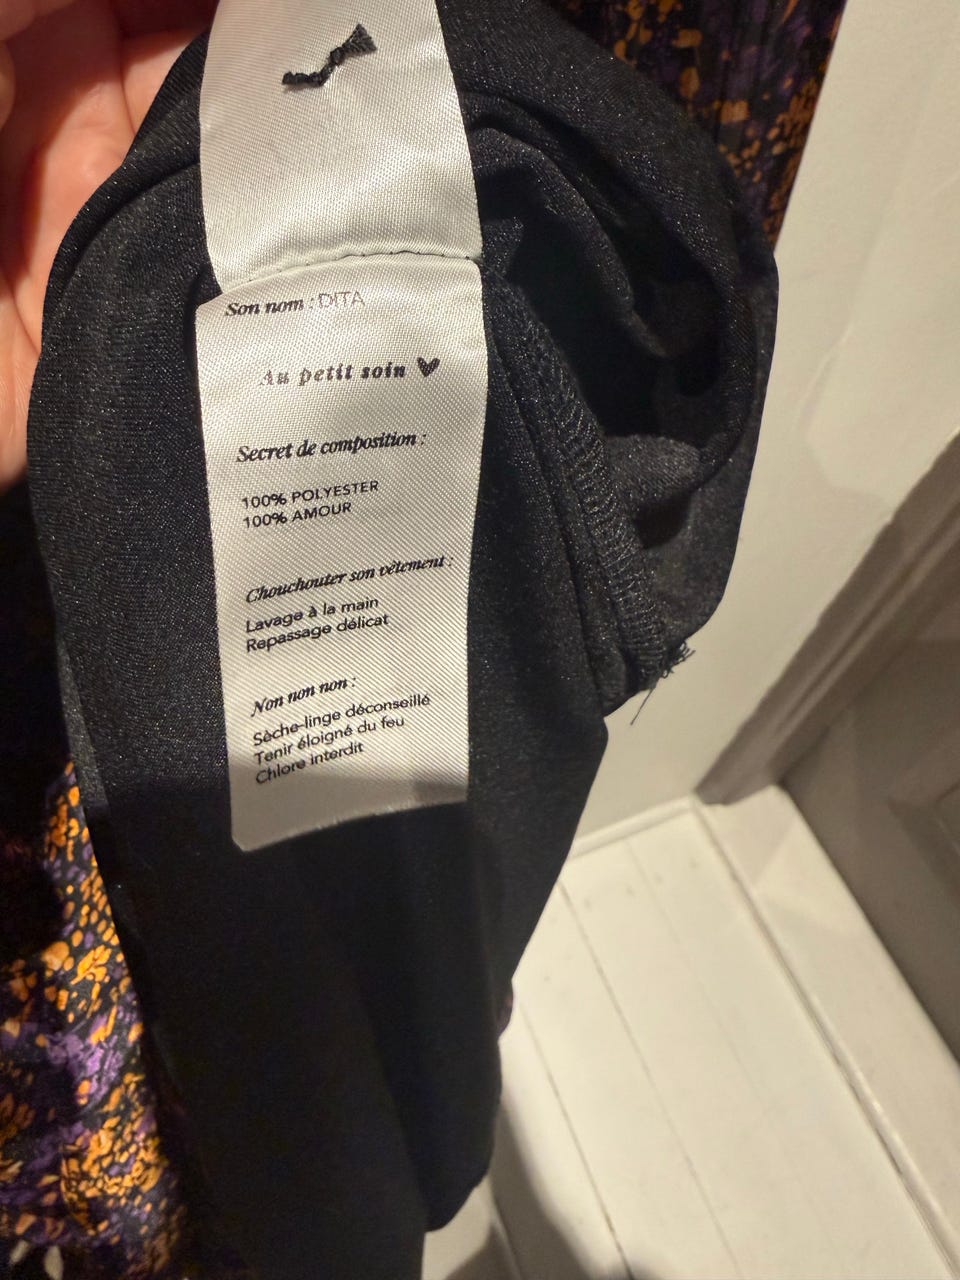 Son nom : DITA
Au petit soin ♥
Secret de composition :
100% POLYESTER
100% AMOUR
Chouchouter son vêtement :
Lavage à la main
Repassage délicat
Non non non :
Sèche-linge déconseillé
Tenir éloigné du feu
Chlore interdit